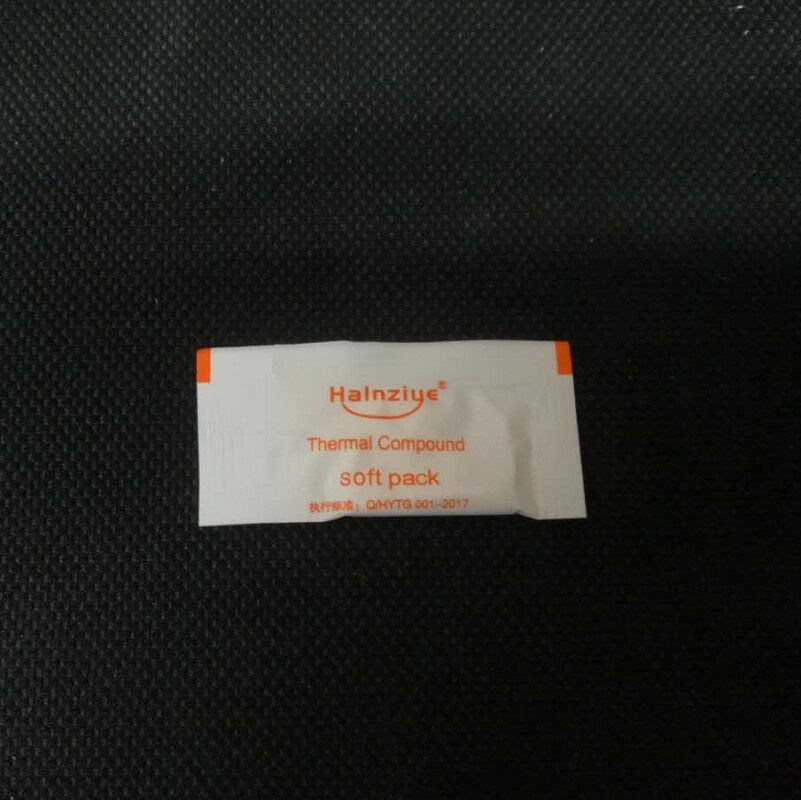 Halnziye®
Thermal Compound
soft pack
执行标准：Q/HYTG 001-2017